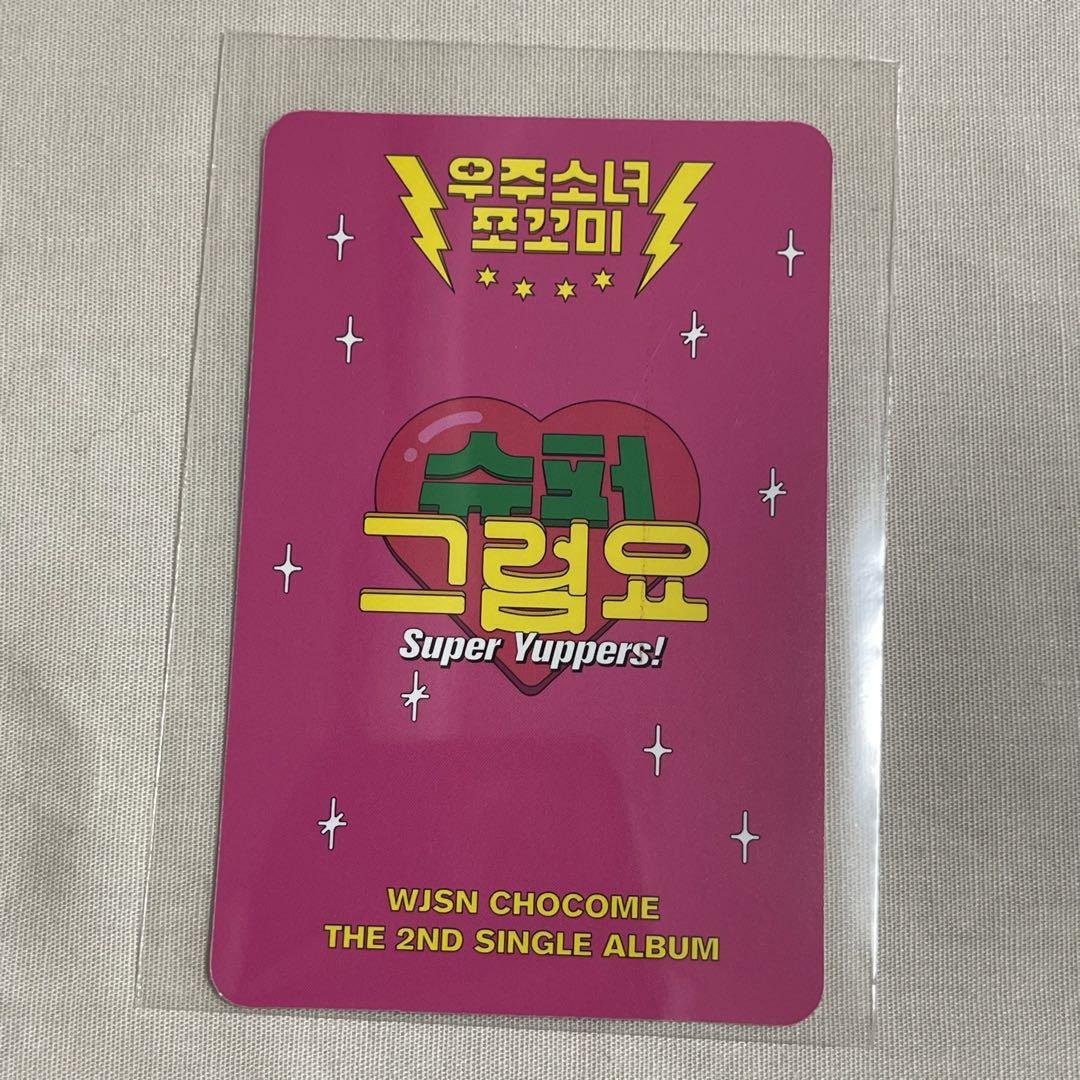 우주소녀
쪼꼬미
슈퍼
그럼요
Super Yuppers!
WJSN CHOCOME
THE 2ND SINGLE ALBUM